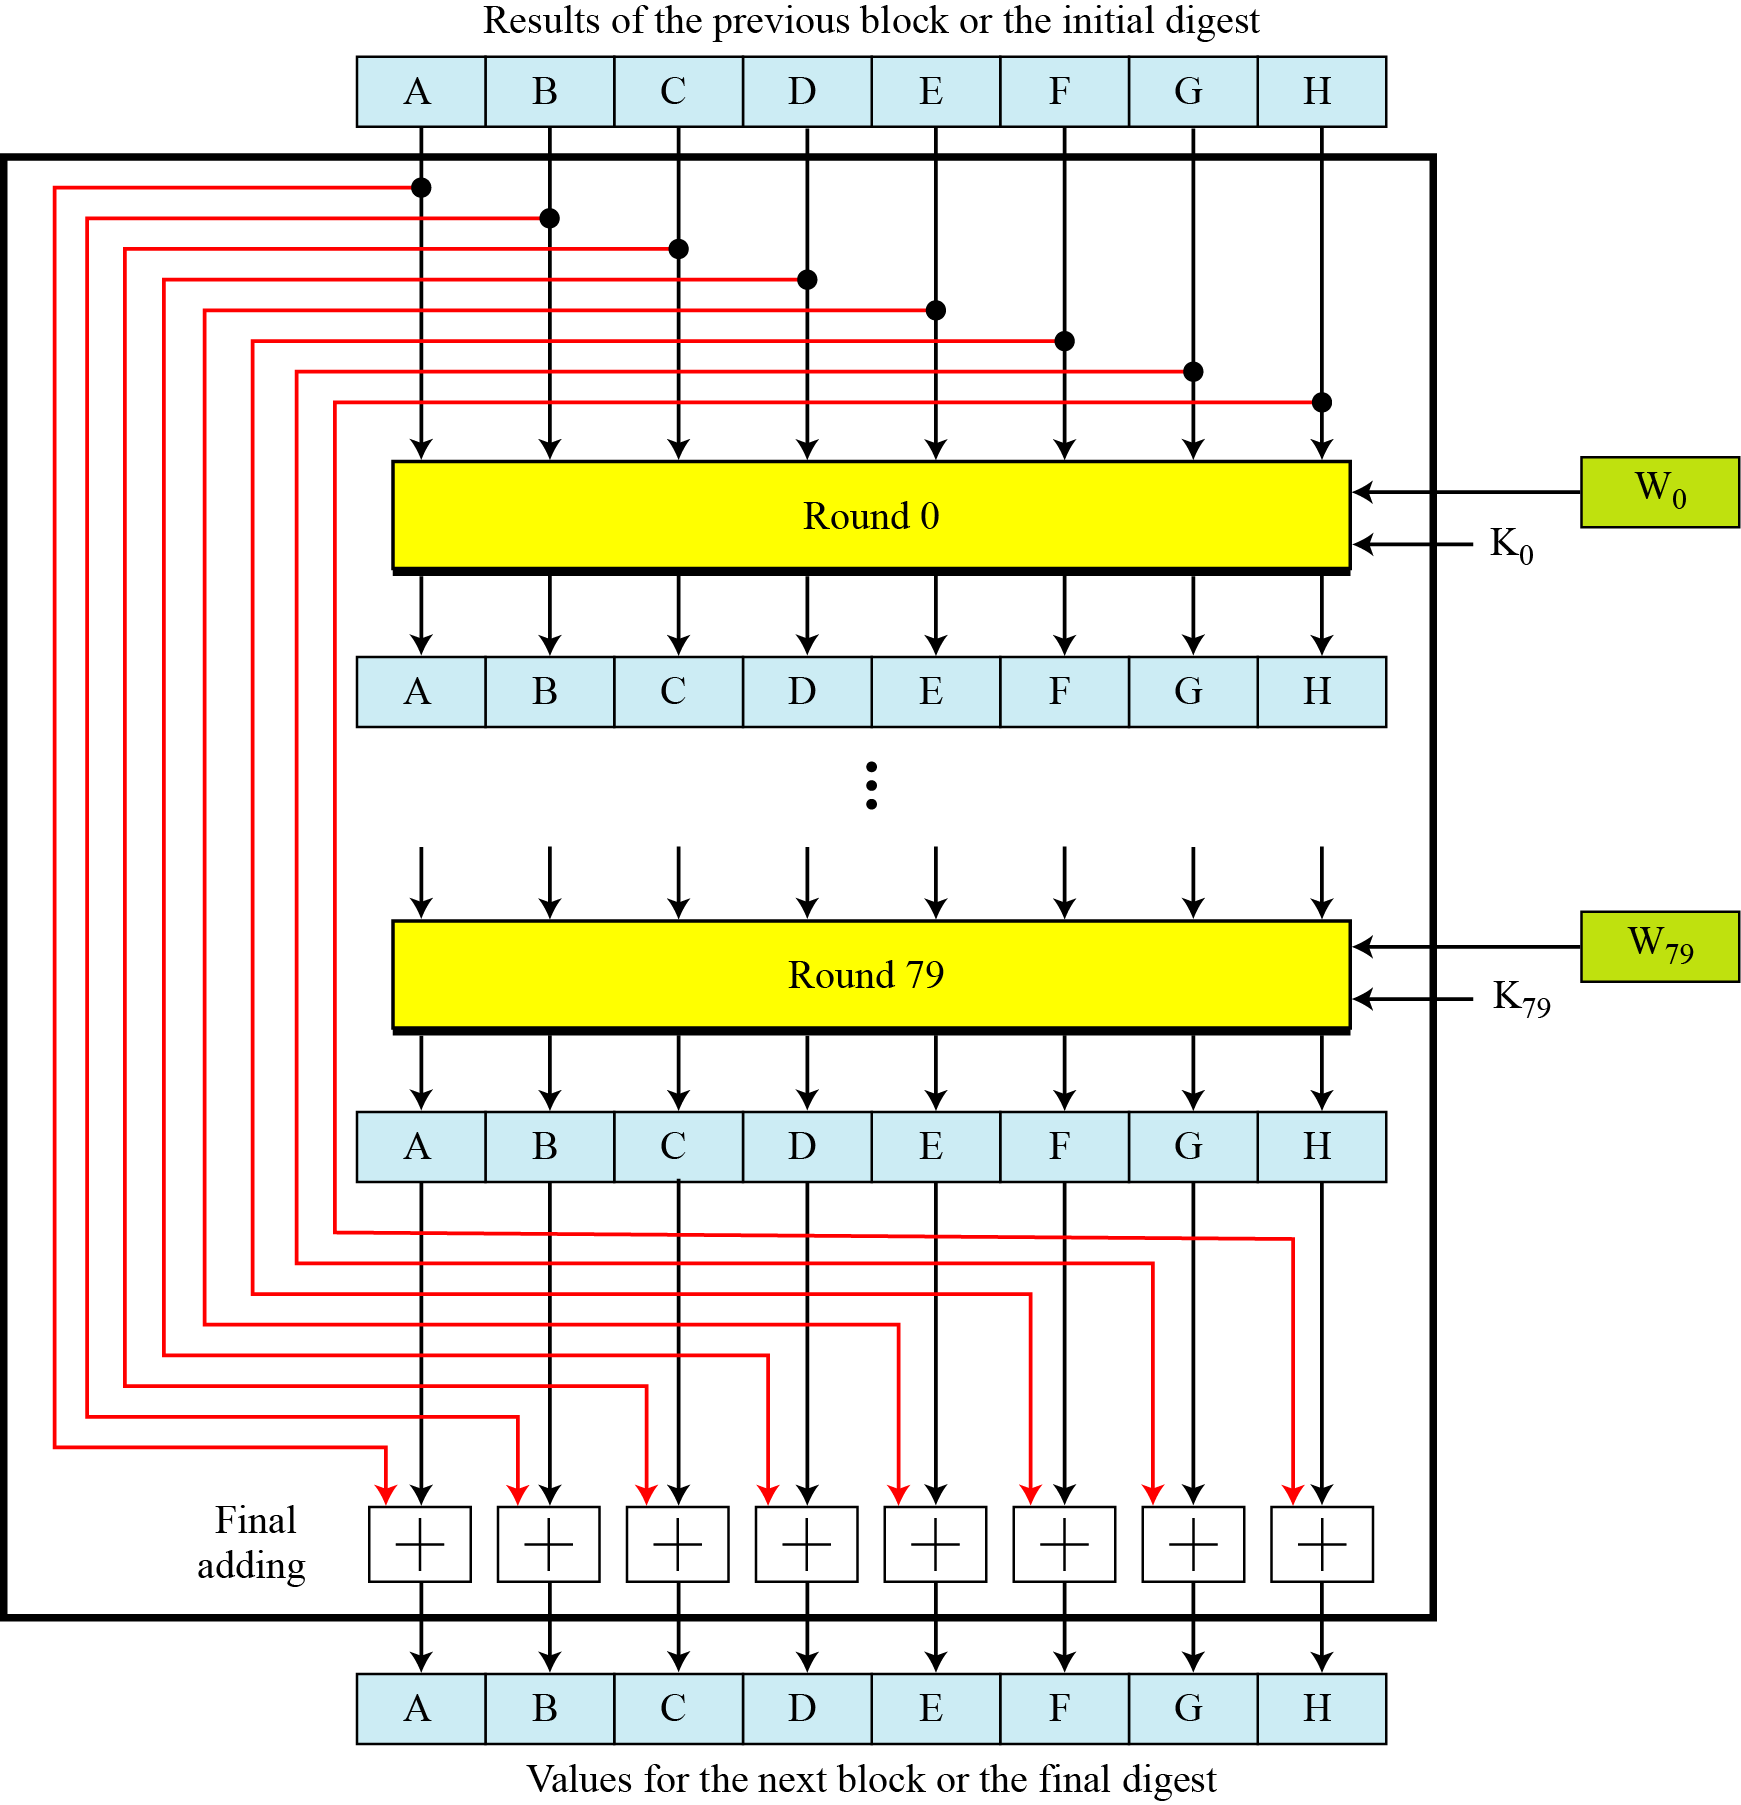 Results of the previous block or the initial digest
A B C D E F G H
Round 0
W₀
K₀
A B C D E F G H
Round 79
W₇₉
K₇₉
A B C D E F G H
Final
adding
+ + + + + + + +
A B C D E F G H
Values for the next block or the final digest